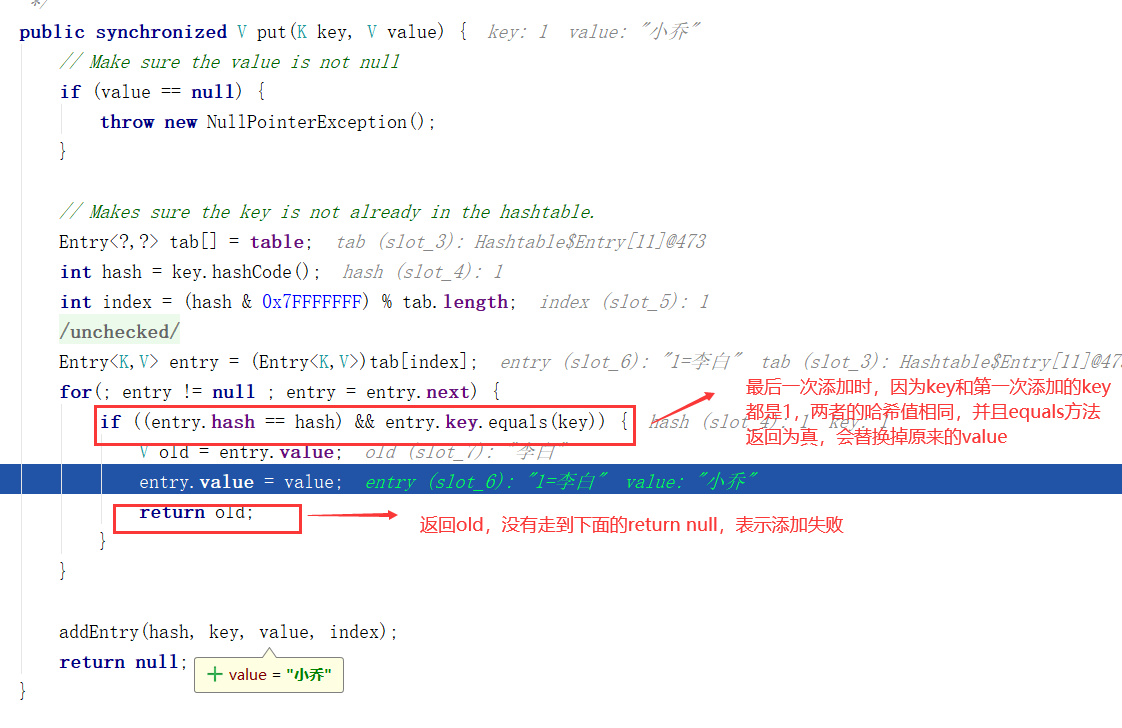 */
public synchronized V put(K key, V value) {  key: 1  value: "小乔"
// Make sure the value is not null
if (value == null) {
throw new NullPointerException();
}
// Makes sure the key is not already in the hashtable.
Entry<?,?> tab[] = table;  tab (slot_3): Hashtable$Entry[11]@473
int hash = key.hashCode();  hash (slot_4): 1
int index = (hash & 0x7FFFFFFF) % tab.length;  index (slot_5): 1
/unchecked/
Entry<K,V> entry = (Entry<K,V>)tab[index];  entry (slot_6): "1=李白"  tab (slot_3): Hashtable$Entry[11]@473
for(; entry != null ; entry = entry.next) {
最后一次添加时，因为key和第一次添加的key
都是1，两者的哈希值相同，并且equals方法
返回为真，会替换掉原来的value
if ((entry.hash == hash) && entry.key.equals(key)) {  hash (slot_4): 1  key: 1
V old = entry.value;  old (slot_7): "李白"
entry.value = value;  entry (slot_6): "1=李白"  value: "小乔"
return old;
返回old，没有走到下面的return null，表示添加失败
}
}
addEntry(hash, key, value, index);
return null;
+ value = "小乔"
}